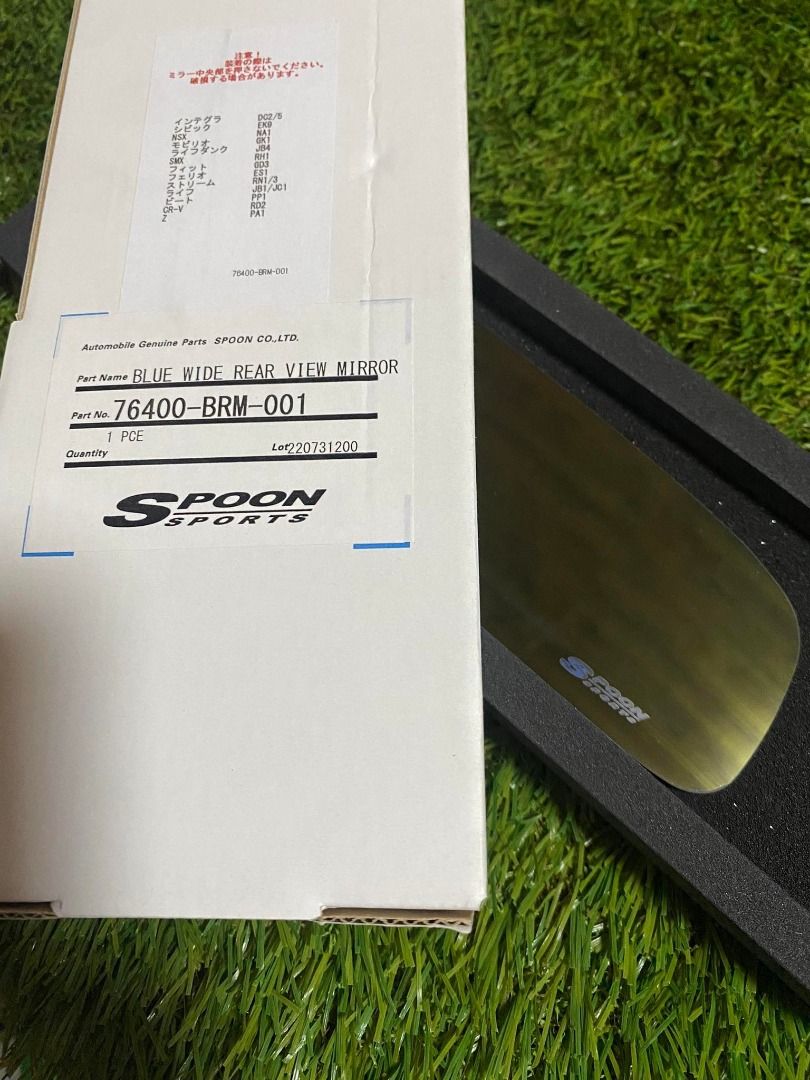 注意！
装着の際は
ミラー中央部を押さないでください。
破損する場合があります。
インテグラ DC2/5
シビック EK9
NSX NA1
モビリオ GK1
ライフダンク JB4
SMX RH1
フィット GD3
フェリオ ES1
ストリーム RN1/3
ライフ JB1/JC1
ビート PP1
CR-V RD2
Z PA1
76400-BRM-001
Automobile Genuine Parts SPOON CO.,LTD.
Part Name BLUE WIDE REAR VIEW MIRROR
Part No. 76400-BRM-001
1 PCE
Quantity Lot 220731200
SPOON
SPORTS
SPOON
SPORTS